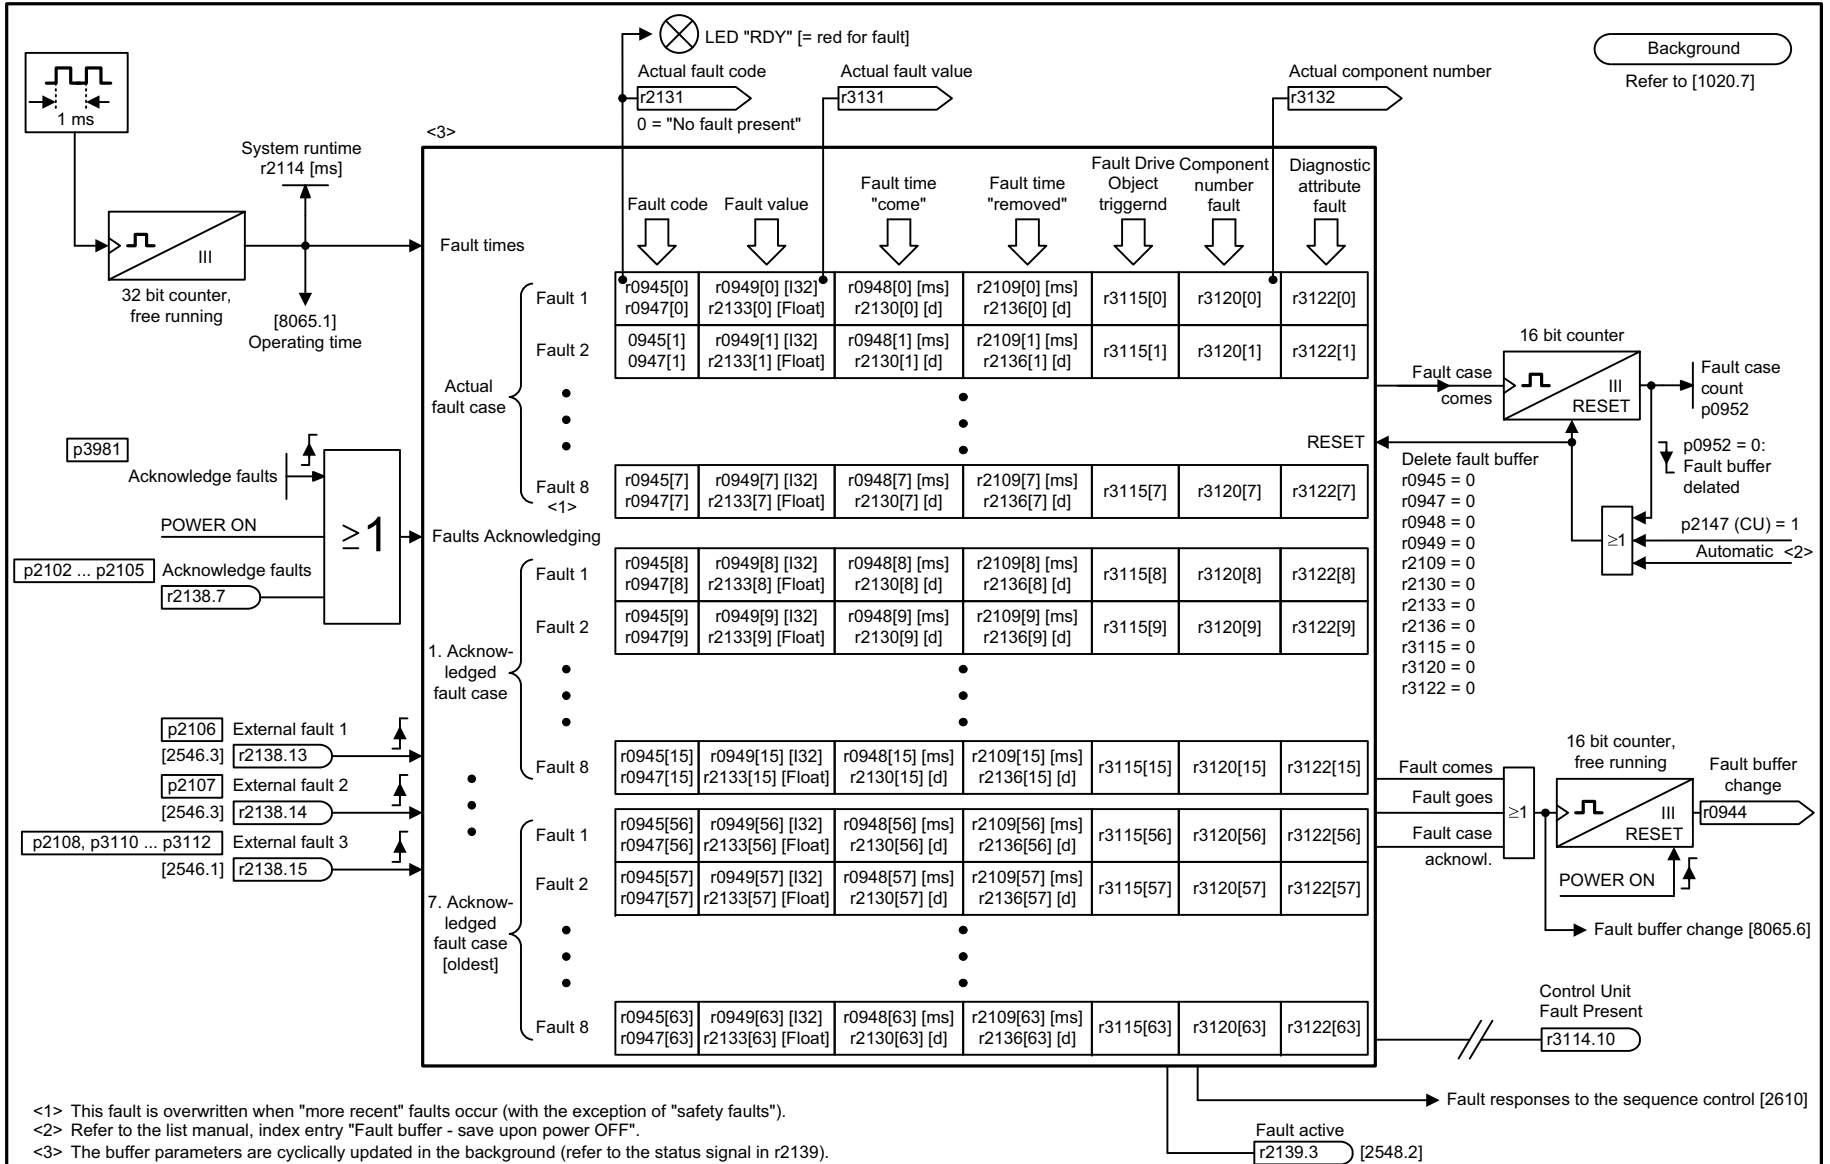 LED "RDY" [= red for fault]
Background
Refer to [1020.7]
1 ms
Actual fault code
r2131
0 = "No fault present"
Actual fault value
r3131
Actual component number
r3132
<3>
System runtime
r2114 [ms]
III
32 bit counter,
free running
[8065.1]
Operating time
Fault times
Fault code
Fault value
Fault time
"come"
Fault time
"removed"
Fault Drive
Object
triggernd
Component
number
fault
Diagnostic
attribute
fault
Actual
fault case
Fault 1
r0945[0] r0949[0] [I32] r0948[0] [ms] r2109[0] [ms]
r0947[0] r2133[0] [Float] r2130[0] [d] r2136[0] [d]
r3115[0] r3120[0] r3122[0]
Fault 2
0945[1] r0949[1] [I32] r0948[1] [ms] r2109[1] [ms]
0947[1] r2133[1] [Float] r2130[1] [d] r2136[1] [d]
r3115[1] r3120[1] r3122[1]
Fault 8
<1>
r0945[7] r0949[7] [I32] r0948[7] [ms] r2109[7] [ms]
r0947[7] r2133[7] [Float] r2130[7] [d] r2136[7] [d]
r3115[7] r3120[7] r3122[7]
p3981
Acknowledge faults
POWER ON
p2102 ... p2105
Acknowledge faults
r2138.7
≥1
Faults Acknowledging
1. Acknow-
ledged
fault case
Fault 1
r0945[8] r0949[8] [I32] r0948[8] [ms] r2109[8] [ms]
r0947[8] r2133[8] [Float] r2130[8] [d] r2136[8] [d]
r3115[8] r3120[8] r3122[8]
Fault 2
r0945[9] r0949[9] [I32] r0948[9] [ms] r2109[9] [ms]
r0947[9] r2133[9] [Float] r2130[9] [d] r2136[9] [d]
r3115[9] r3120[9] r3122[9]
Fault 8
r0945[15] r0949[15] [I32] r0948[15] [ms] r2109[15] [ms]
r0947[15] r2133[15] [Float] r2130[15] [d] r2136[15] [d]
r3115[15] r3120[15] r3122[15]
p2106
External fault 1
[2546.3]
r2138.13
p2107
External fault 2
[2546.3]
r2138.14
p2108, p3110 ... p3112
External fault 3
[2546.1]
r2138.15
7. Acknow-
ledged
fault case
[oldest]
Fault 1
r0945[56] r0949[56] [I32] r0948[56] [ms] r2109[56] [ms]
r0947[56] r2133[56] [Float] r2130[56] [d] r2136[56] [d]
r3115[56] r3120[56] r3122[56]
Fault 2
r0945[57] r0949[57] [I32] r0948[57] [ms] r2109[57] [ms]
r0947[57] r2133[57] [Float] r2130[57] [d] r2136[57] [d]
r3115[57] r3120[57] r3122[57]
Fault 8
r0945[63] r0949[63] [I32] r0948[63] [ms] r2109[63] [ms]
r0947[63] r2133[63] [Float] r2130[63] [d] r2136[63] [d]
r3115[63] r3120[63] r3122[63]
Fault case
comes
16 bit counter
III
RESET
Fault case
count
p0952
RESET
p0952 = 0:
Fault buffer
delated
p2147 (CU) = 1
Automatic <2>
≥1
Delete fault buffer
r0945 = 0
r0947 = 0
r0948 = 0
r0949 = 0
r2109 = 0
r2130 = 0
r2133 = 0
r2136 = 0
r3115 = 0
r3120 = 0
r3122 = 0
Fault comes
Fault goes
Fault case
acknowl.
≥1
16 bit counter,
free running
III
RESET
POWER ON
Fault buffer
change
r0944
Fault buffer change [8065.6]
Control Unit
Fault Present
r3114.10
Fault responses to the sequence control [2610]
Fault active
r2139.3
[2548.2]
<1> This fault is overwritten when "more recent" faults occur (with the exception of "safety faults").
<2> Refer to the list manual, index entry "Fault buffer - save upon power OFF".
<3> The buffer parameters are cyclically updated in the background (refer to the status signal in r2139).